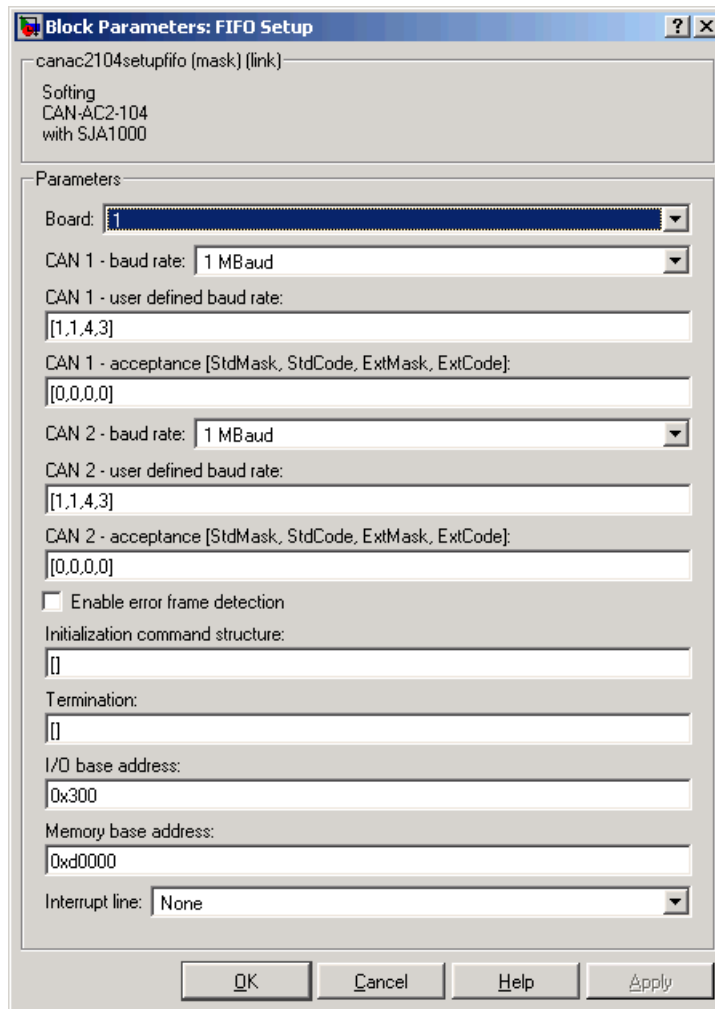 Block Parameters: FIFO Setup
canac2104setupfifo (mask) (link)
Softing
CAN-AC2-104
with SJA1000
Parameters
Board: 1
CAN 1 - baud rate: 1 MBaud
CAN 1 - user defined baud rate:
[1,1,4,3]
CAN 1 - acceptance [StdMask, StdCode, ExtMask, ExtCode]:
[0,0,0,0]
CAN 2 - baud rate: 1 MBaud
CAN 2 - user defined baud rate:
[1,1,4,3]
CAN 2 - acceptance [StdMask, StdCode, ExtMask, ExtCode]:
[0,0,0,0]
Enable error frame detection
Initialization command structure:
[]
Termination:
[]
I/O base address:
0x300
Memory base address:
0xd0000
Interrupt line: None
OK Cancel Help Apply